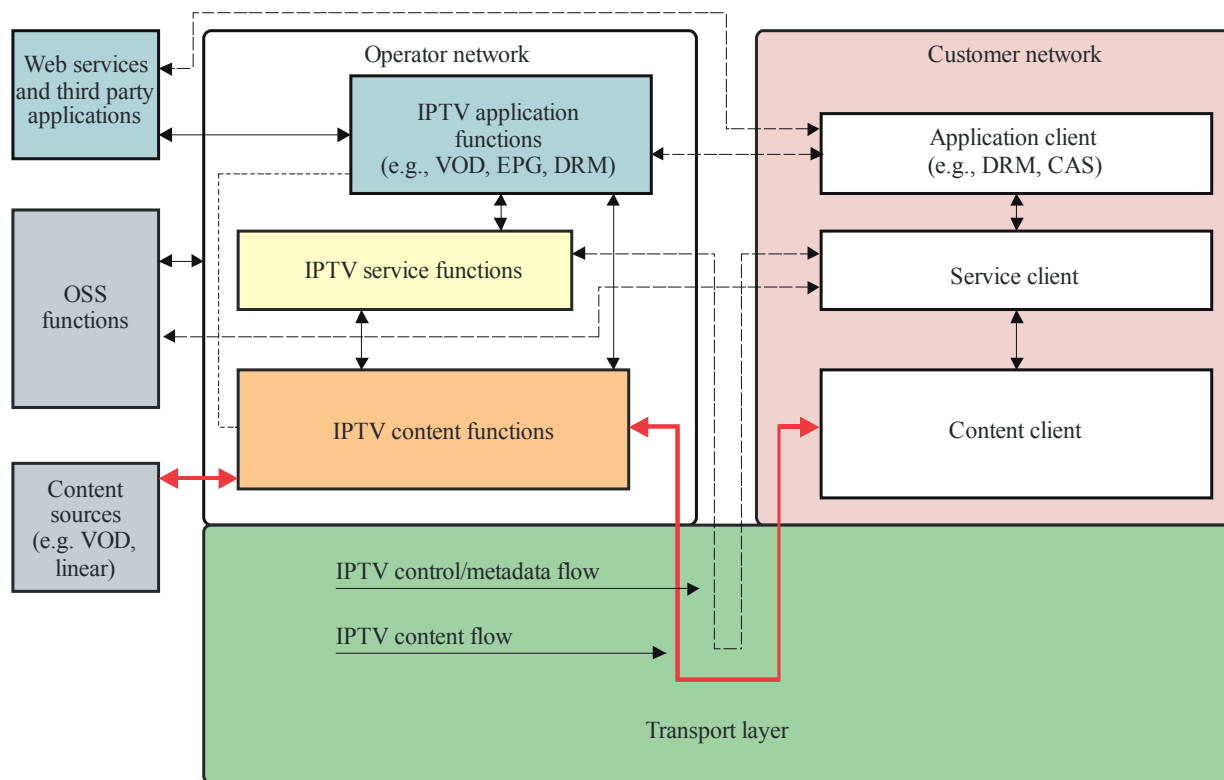 Operator network
Customer network
Web services
and third party
applications
IPTV application
functions
(e.g., VOD, EPG, DRM)
Application client
(e.g., DRM, CAS)
OSS
functions
IPTV service functions
Service client
IPTV content functions
Content client
Content
sources
(e.g. VOD,
linear)
IPTV control/metadata flow
IPTV content flow
Transport layer